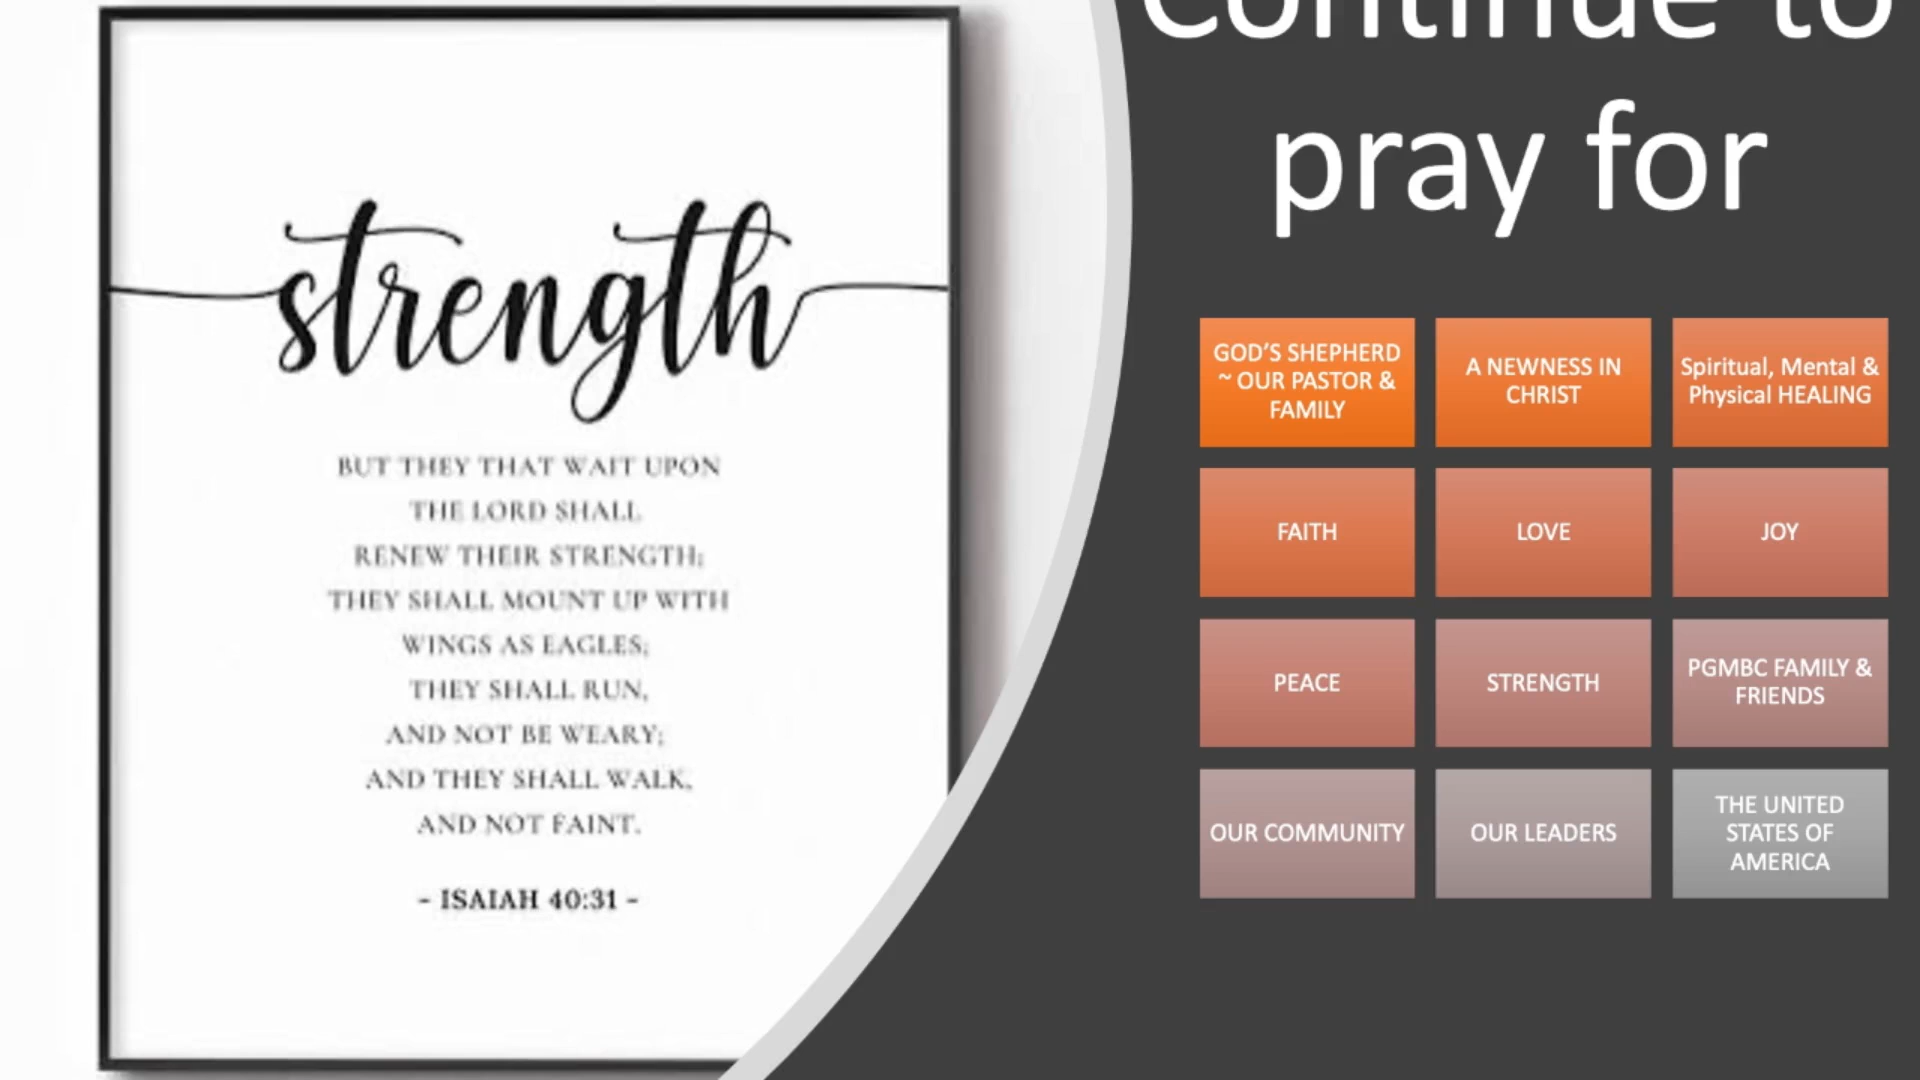 strength
BUT THEY THAT WAIT UPON
THE LORD SHALL
RENEW THEIR STRENGTH;
THEY SHALL MOUNT UP WITH
WINGS AS EAGLES;
THEY SHALL RUN,
AND NOT BE WEARY;
AND THEY SHALL WALK,
AND NOT FAINT.
- ISAIAH 40:31 -
Continue to
pray for
GOD'S SHEPHERD
~ OUR PASTOR &
FAMILY
A NEWNESS IN
CHRIST
Spiritual, Mental &
Physical HEALING
FAITH
LOVE
JOY
PEACE
STRENGTH
PGMBC FAMILY &
FRIENDS
OUR COMMUNITY
OUR LEADERS
THE UNITED
STATES OF
AMERICA